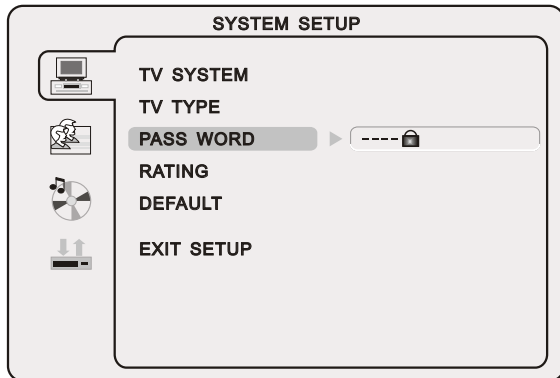 SYSTEM SETUP
TV SYSTEM
TV TYPE
PASS WORD ----
RATING
DEFAULT
EXIT SETUP